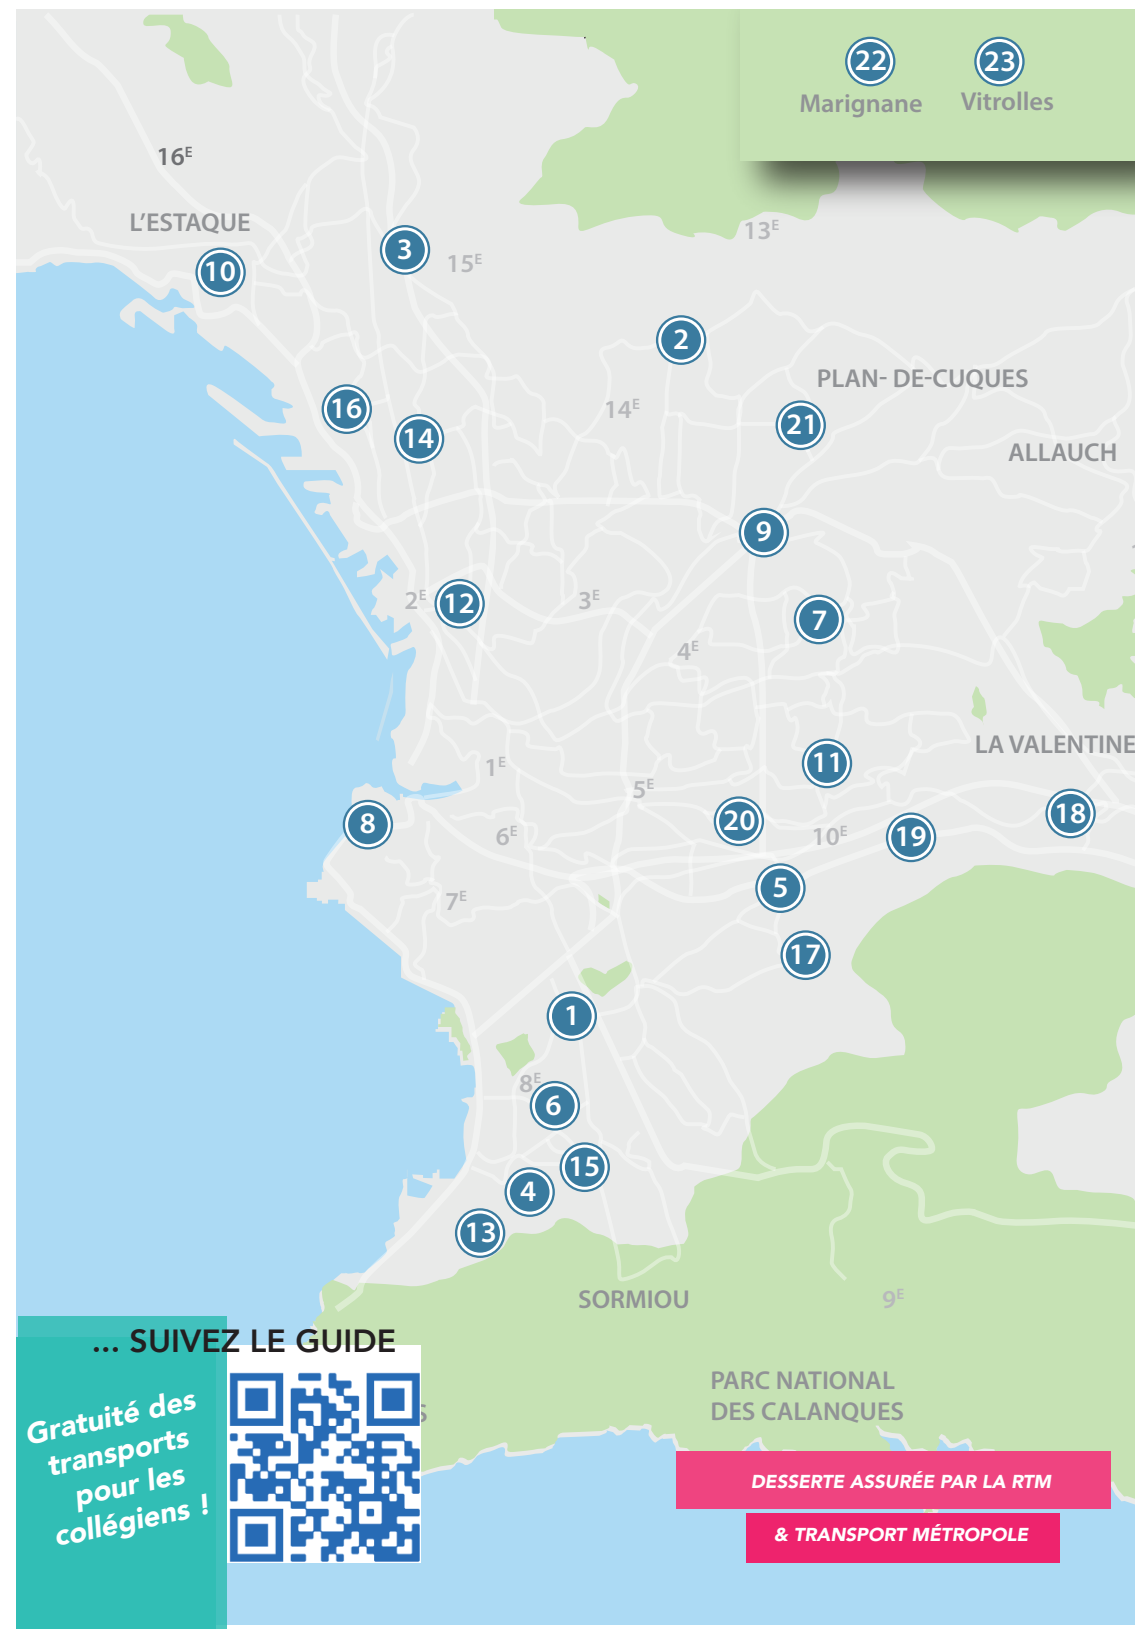 22
23
Marignane
Vitrolles
16E
L'ESTAQUE
13E
3
15E
10
2
PLAN- DE-CUQUES
16
14E
21
14
ALLAUCH
9
2E
12
3E
7
4E
LA VALENTINE
1E
11
5E
8
6E
20
10E
19
18
5
7E
17
1
8E
6
15
4
13
SORMIOU
9E
... SUIVEZ LE GUIDE
PARC NATIONAL
DES CALANQUES
Gratuité des
transports
pour les
collégiens !
DESSERTE ASSURÉE PAR LA RTM
& TRANSPORT MÉTROPOLE